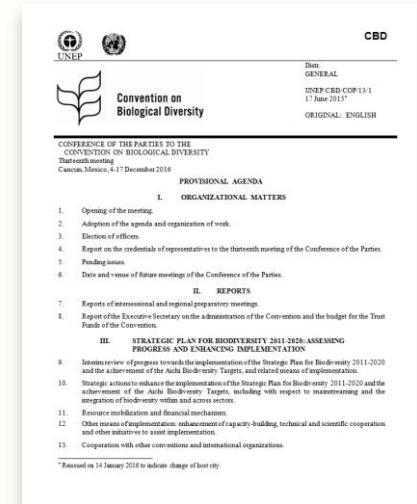 CBD
UNEP
Distr.
GENERAL
UNEP/CBD/COP/13/1
17 June 2015*
ORIGINAL: ENGLISH
Convention on
Biological Diversity
CONFERENCE OF THE PARTIES TO THE
CONVENTION ON BIOLOGICAL DIVERSITY
Thirteenth meeting
Cancun, Mexico, 4-17 December 2016
PROVISIONAL AGENDA
I. ORGANIZATIONAL MATTERS
1. Opening of the meeting.
2. Adoption of the agenda and organization of work.
3. Election of officers.
4. Report on the credentials of representatives to the thirteenth meeting of the Conference of the Parties.
5. Pending issues.
6. Date and venue of future meetings of the Conference of the Parties.
II. REPORTS
7. Reports of intersessional and regional preparatory meetings.
8. Report of the Executive Secretary on the administration of the Convention and the budget for the Trust
Funds of the Convention.
III. STRATEGIC PLAN FOR BIODIVERSITY 2011-2020: ASSESSING
PROGRESS AND ENHANCING IMPLEMENTATION
9. Interim review of progress towards the implementation of the Strategic Plan for Biodiversity 2011-2020
and the achievement of the Aichi Biodiversity Targets, and related means of implementation.
10. Strategic actions to enhance the implementation of the Strategic Plan for Biodiversity 2011-2020 and the
achievement of the Aichi Biodiversity Targets, including with respect to mainstreaming and the
integration of biodiversity within and across sectors.
11. Resource mobilization and financial mechanism.
12 Other means of implementation: enhancement of capacity-building, technical and scientific cooperation
and other initiatives to assist implementation.
13. Cooperation with other conventions and international organizations.
* Reissued on 14 January 2016 to indicate change of host city.